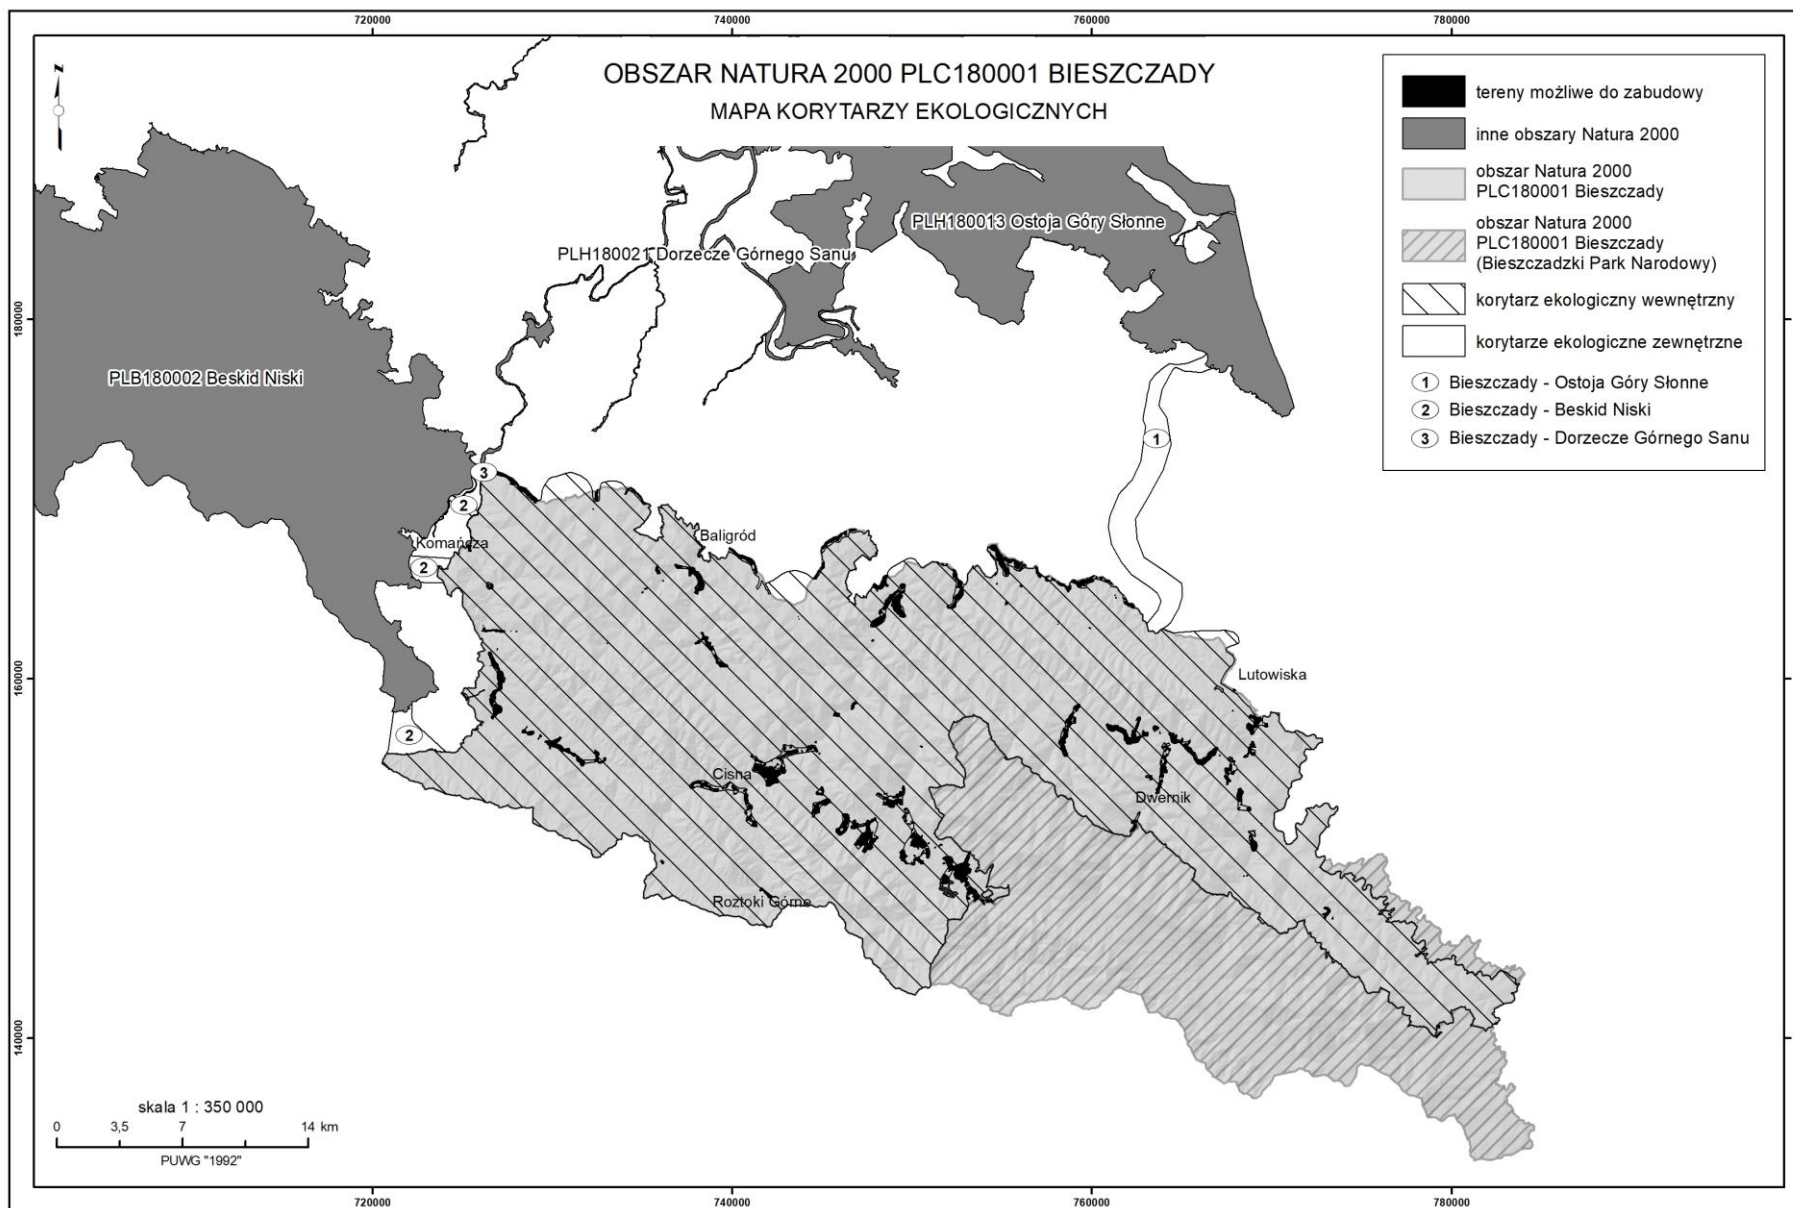 720000
740000
760000
780000
z
OBSZAR NATURA 2000 PLC180001 BIESZCZADY
MAPA KORYTARZY EKOLOGICZNYCH
tereny możliwe do zabudowy
inne obszary Natura 2000
obszar Natura 2000
PLC180001 Bieszczady
obszar Natura 2000
PLC180001 Bieszczady
(Bieszczadzki Park Narodowy)
korytarz ekologiczny wewnętrzny
korytarze ekologiczne zewnętrzne
1 Bieszczady - Ostoja Góry Słonne
2 Bieszczady - Beskid Niski
3 Bieszczady - Dorzecze Górnego Sanu
PLH180013 Ostoja Góry Słonne
PLH180021 Dorzecze Górnego Sanu
180000
PLB180002 Beskid Niski
1
3
2
Komańcza
Baligród
2
160000
Lutowiska
2
Cisna
Dwernik
Roztoki Górne
140000
skala 1 : 350 000
0 3,5 7 14 km
PUWG "1992"
720000
740000
760000
780000